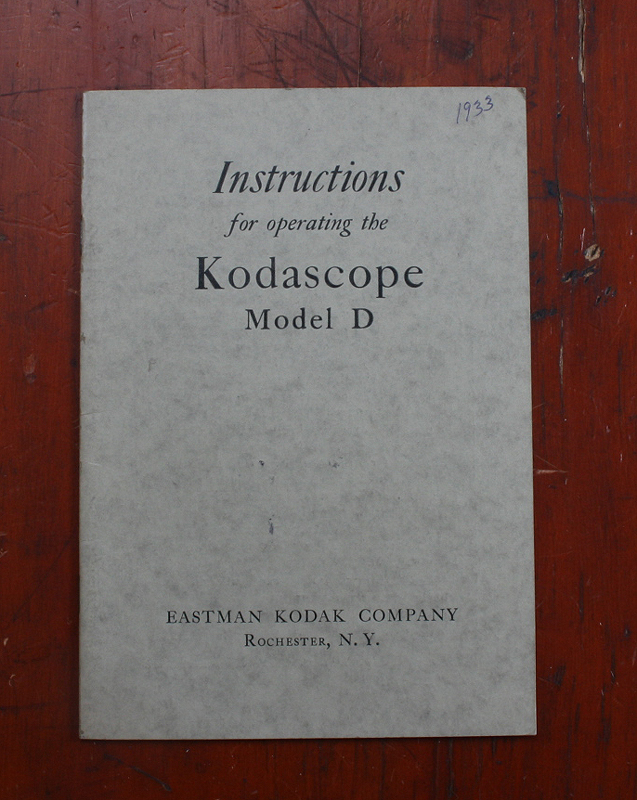 1933
Instructions
for operating the
Kodascope
Model D
EASTMAN KODAK COMPANY
Rochester, N. Y.